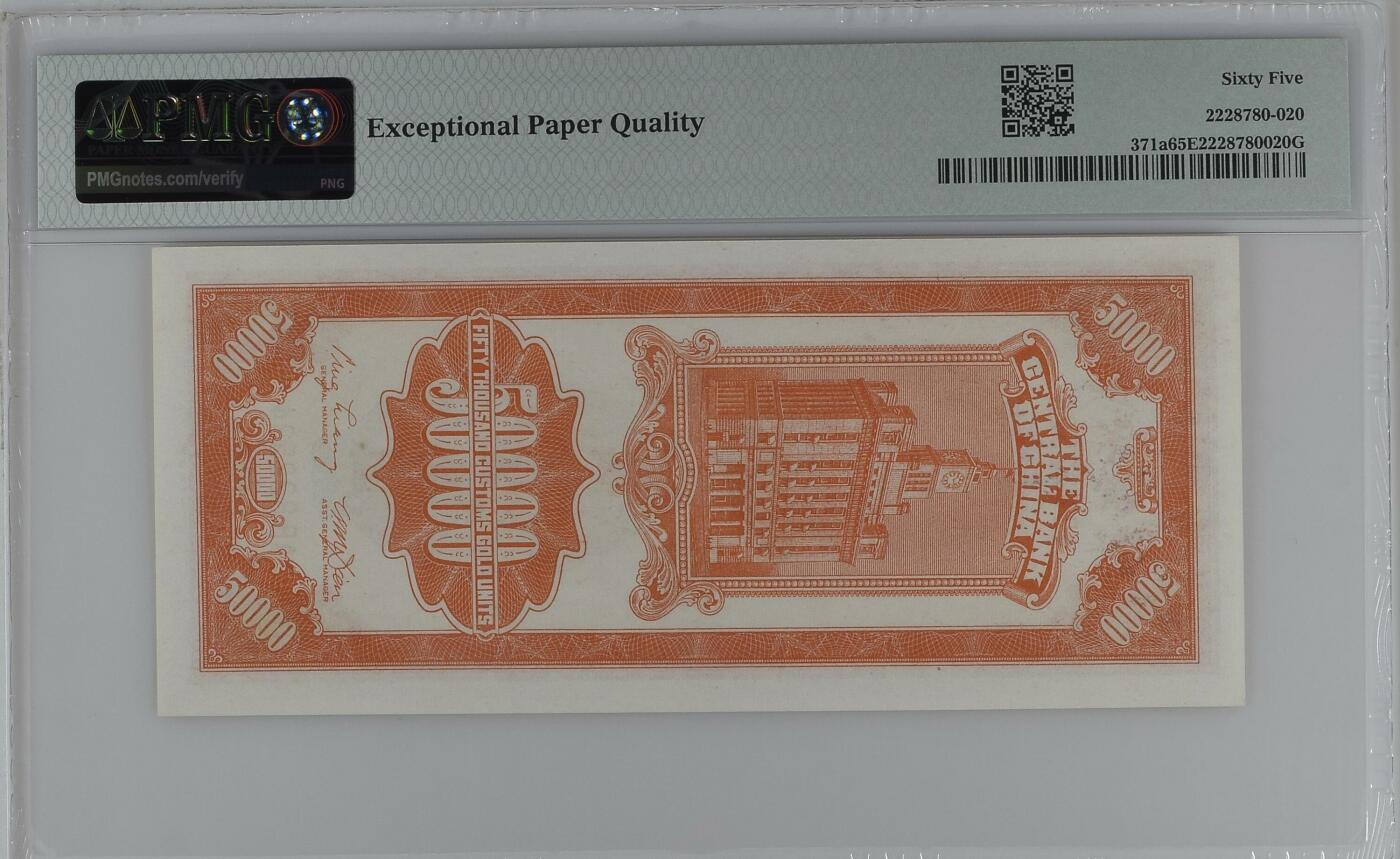 PMG
PMGnotes.com/verify
PNG
Exceptional Paper Quality
Sixty Five
2228780-020
371a65E2228780020G
THE
CENTRAL BANK
OF CHINA
50000
50000
FIFTY THOUSAND CUSTOMS GOLD UNITS
50000
GENERAL MANAGER
ASST. GENERAL MANAGER
50000
50000
50000